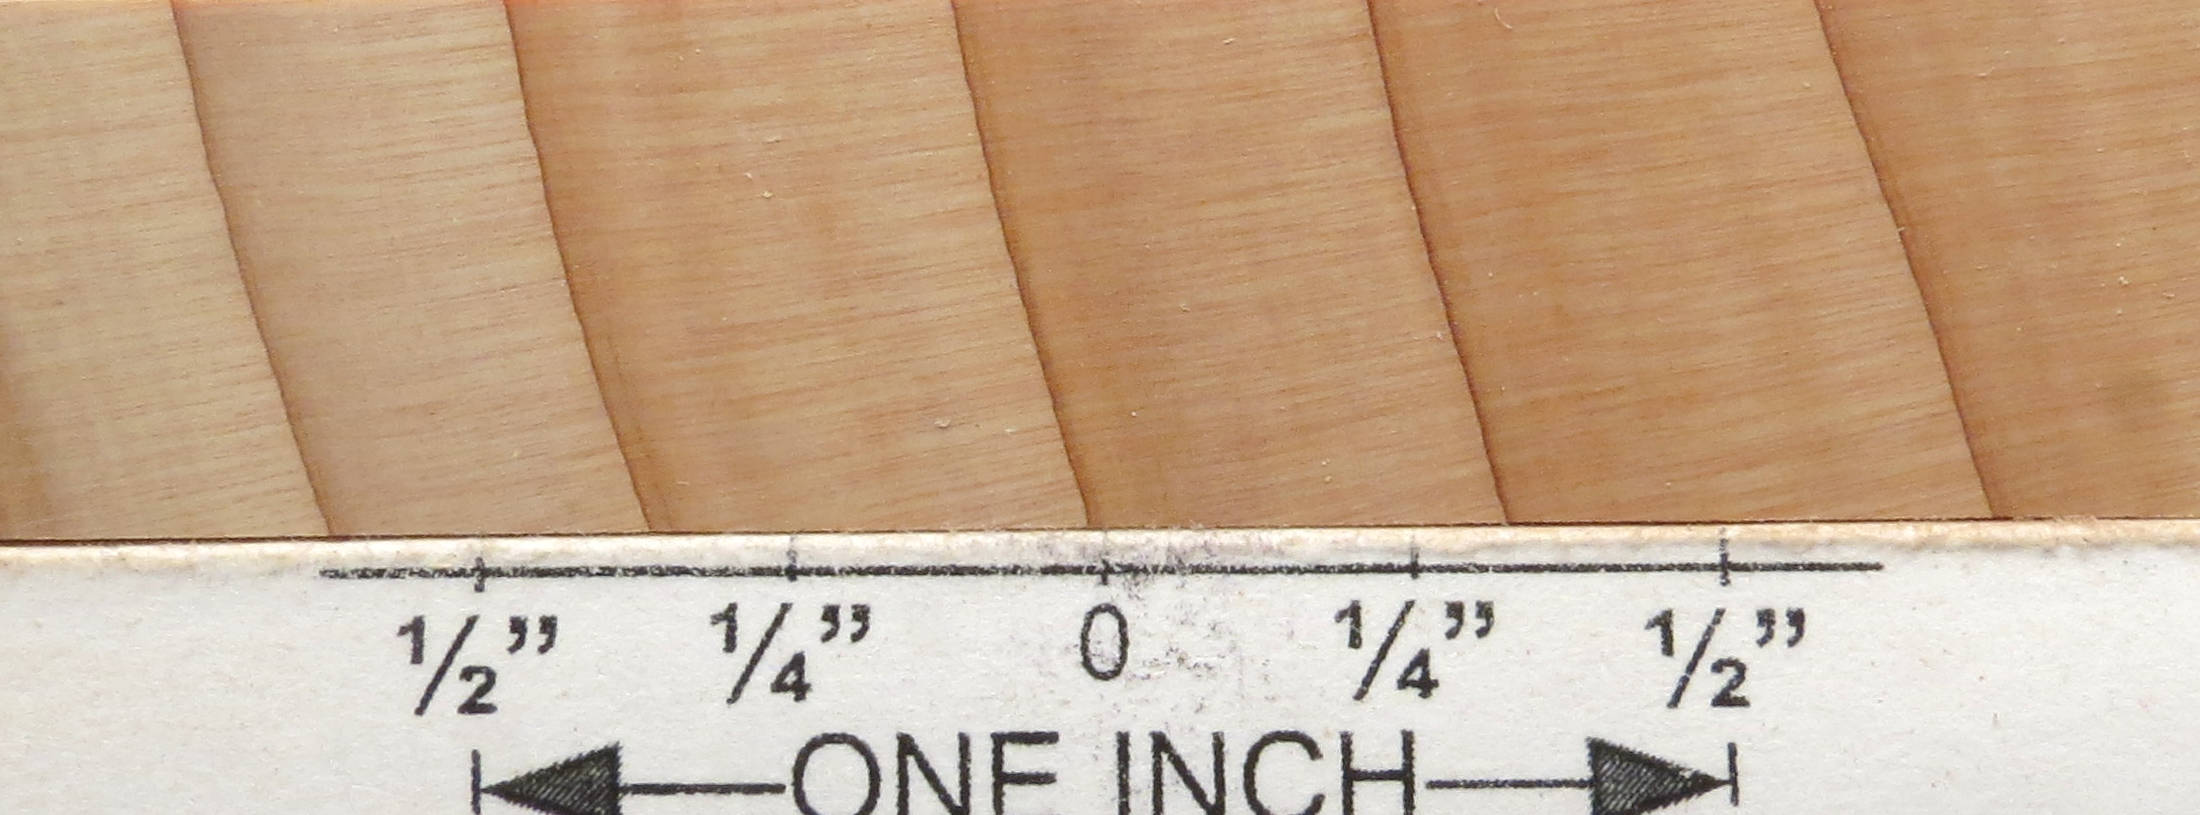 1/2” 1/4” 0 1/4” 1/2”
ONE INCH